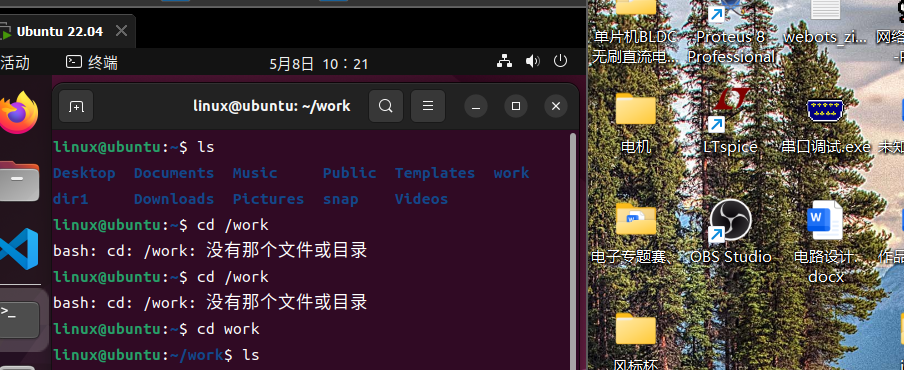 Ubuntu 22.04
活动
终端
5月8日 10：21
linux@ubuntu: ~/work
linux@ubuntu:~$ ls
Desktop Documents Music Public Templates work
dir1 Downloads Pictures snap Videos
linux@ubuntu:~$ cd /work
bash: cd: /work: 没有那个文件或目录
linux@ubuntu:~$ cd /work
bash: cd: /work: 没有那个文件或目录
linux@ubuntu:~$ cd work
linux@ubuntu:~/work$ ls
单片机BLDC
无刷直流电...
Proteus 8
Professional
webots_zi...
网络
电机
LTspice
串口调试.exe
未知
电子专题赛、
OBS Studio
电路设计.
docx
作品
风标杯